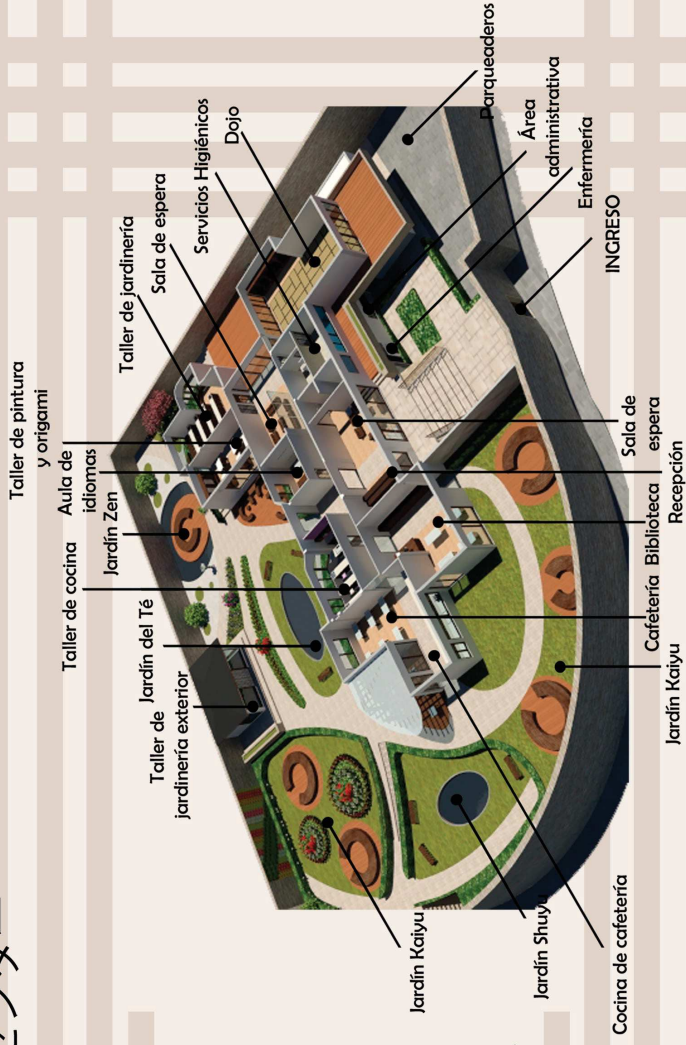 Taller de pintura
y origami
Aula de
idiomas
Taller de cocina
Jardín Zen
Taller de jardinería
Jardín del Té
Sala de espera
Taller de
jardinería exterior
Servicios Higiénicos
Dojo
Parqueaderos
Área
administrativa
Enfermería
INGRESO
Jardín Kaiyu
Jardín Shuyu
Cocina de cafetería
Sala de
espera
Cafetería
Biblioteca
Recepción
Jardín Kaiyu